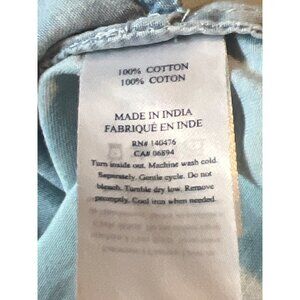 100% COTTON
100% COTON
MADE IN INDIA
FABRIQUÉ EN INDE
RN# 140476
CA# 06894
Turn inside out. Machine wash cold.
Separately. Gentle cycle. Do not
bleach. Tumble dry low. Remove
promptly. Cool iron when needed.